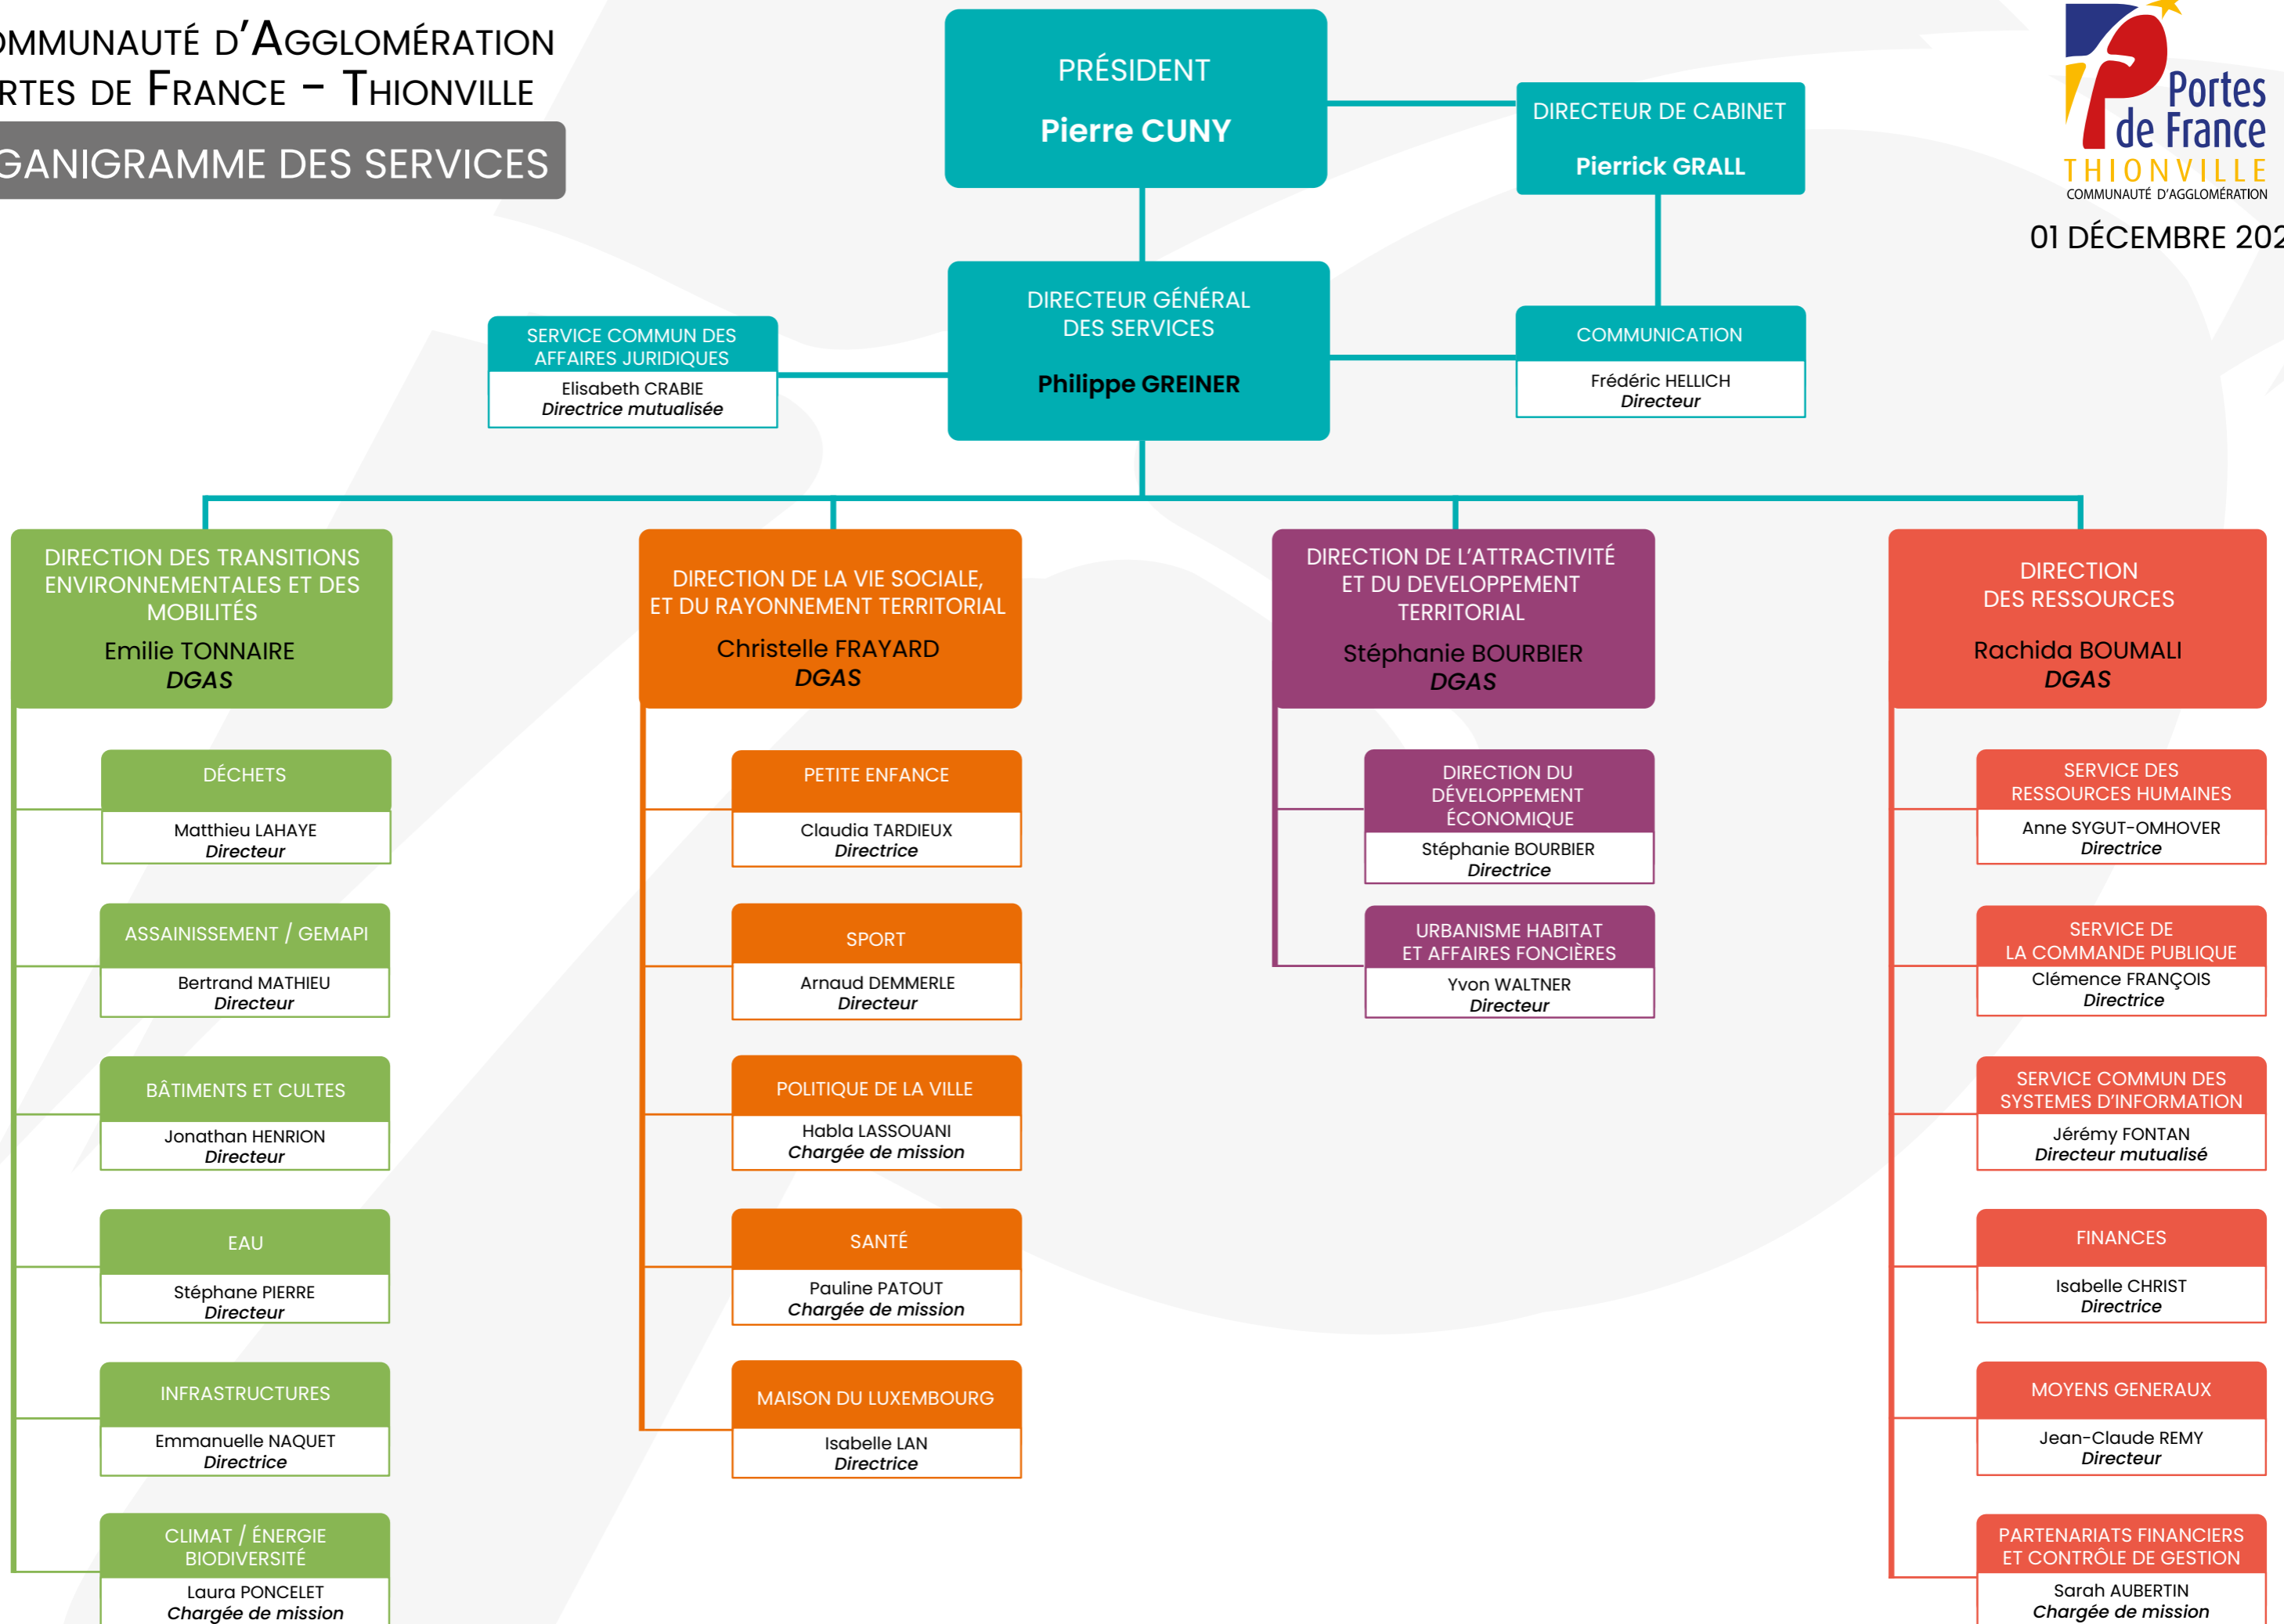 OMMUNAUTÉ D'AGGLOMÉRATION
RTES DE FRANCE – THIONVILLE
GANIGRAMME DES SERVICES
PRÉSIDENT
Pierre CUNY
DIRECTEUR DE CABINET
Pierrick GRALL
Portes
de France
THIONVILLE
COMMUNAUTÉ D'AGGLOMÉRATION
01 DÉCEMBRE 202
DIRECTEUR GÉNÉRAL
DES SERVICES
Philippe GREINER
SERVICE COMMUN DES
AFFAIRES JURIDIQUES
Elisabeth CRABIE
Directrice mutualisée
COMMUNICATION
Frédéric HELLICH
Directeur
DIRECTION DES TRANSITIONS
ENVIRONNEMENTALES ET DES
MOBILITÉS
Emilie TONNAIRE
DGAS
DÉCHETS
Matthieu LAHAYE
Directeur
ASSAINISSEMENT / GEMAPI
Bertrand MATHIEU
Directeur
BÂTIMENTS ET CULTES
Jonathan HENRION
Directeur
EAU
Stéphane PIERRE
Directeur
INFRASTRUCTURES
Emmanuelle NAQUET
Directrice
CLIMAT / ÉNERGIE
BIODIVERSITÉ
Laura PONCELET
Chargée de mission
DIRECTION DE LA VIE SOCIALE,
ET DU RAYONNEMENT TERRITORIAL
Christelle FRAYARD
DGAS
PETITE ENFANCE
Claudia TARDIEUX
Directrice
SPORT
Arnaud DEMMERLE
Directeur
POLITIQUE DE LA VILLE
Habla LASSOUANI
Chargée de mission
SANTÉ
Pauline PATOUT
Chargée de mission
MAISON DU LUXEMBOURG
Isabelle LAN
Directrice
DIRECTION DE L'ATTRACTIVITÉ
ET DU DEVELOPPEMENT
TERRITORIAL
Stéphanie BOURBIER
DGAS
DIRECTION DU
DÉVELOPPEMENT
ÉCONOMIQUE
Stéphanie BOURBIER
Directrice
URBANISME HABITAT
ET AFFAIRES FONCIÈRES
Yvon WALTNER
Directeur
DIRECTION
DES RESSOURCES
Rachida BOUMALI
DGAS
SERVICE DES
RESSOURCES HUMAINES
Anne SYGUT-OMHOVER
Directrice
SERVICE DE
LA COMMANDE PUBLIQUE
Clémence FRANÇOIS
Directrice
SERVICE COMMUN DES
SYSTEMES D'INFORMATION
Jérémy FONTAN
Directeur mutualisé
FINANCES
Isabelle CHRIST
Directrice
MOYENS GENERAUX
Jean-Claude REMY
Directeur
PARTENARIATS FINANCIERS
ET CONTRÔLE DE GESTION
Sarah AUBERTIN
Chargée de mission